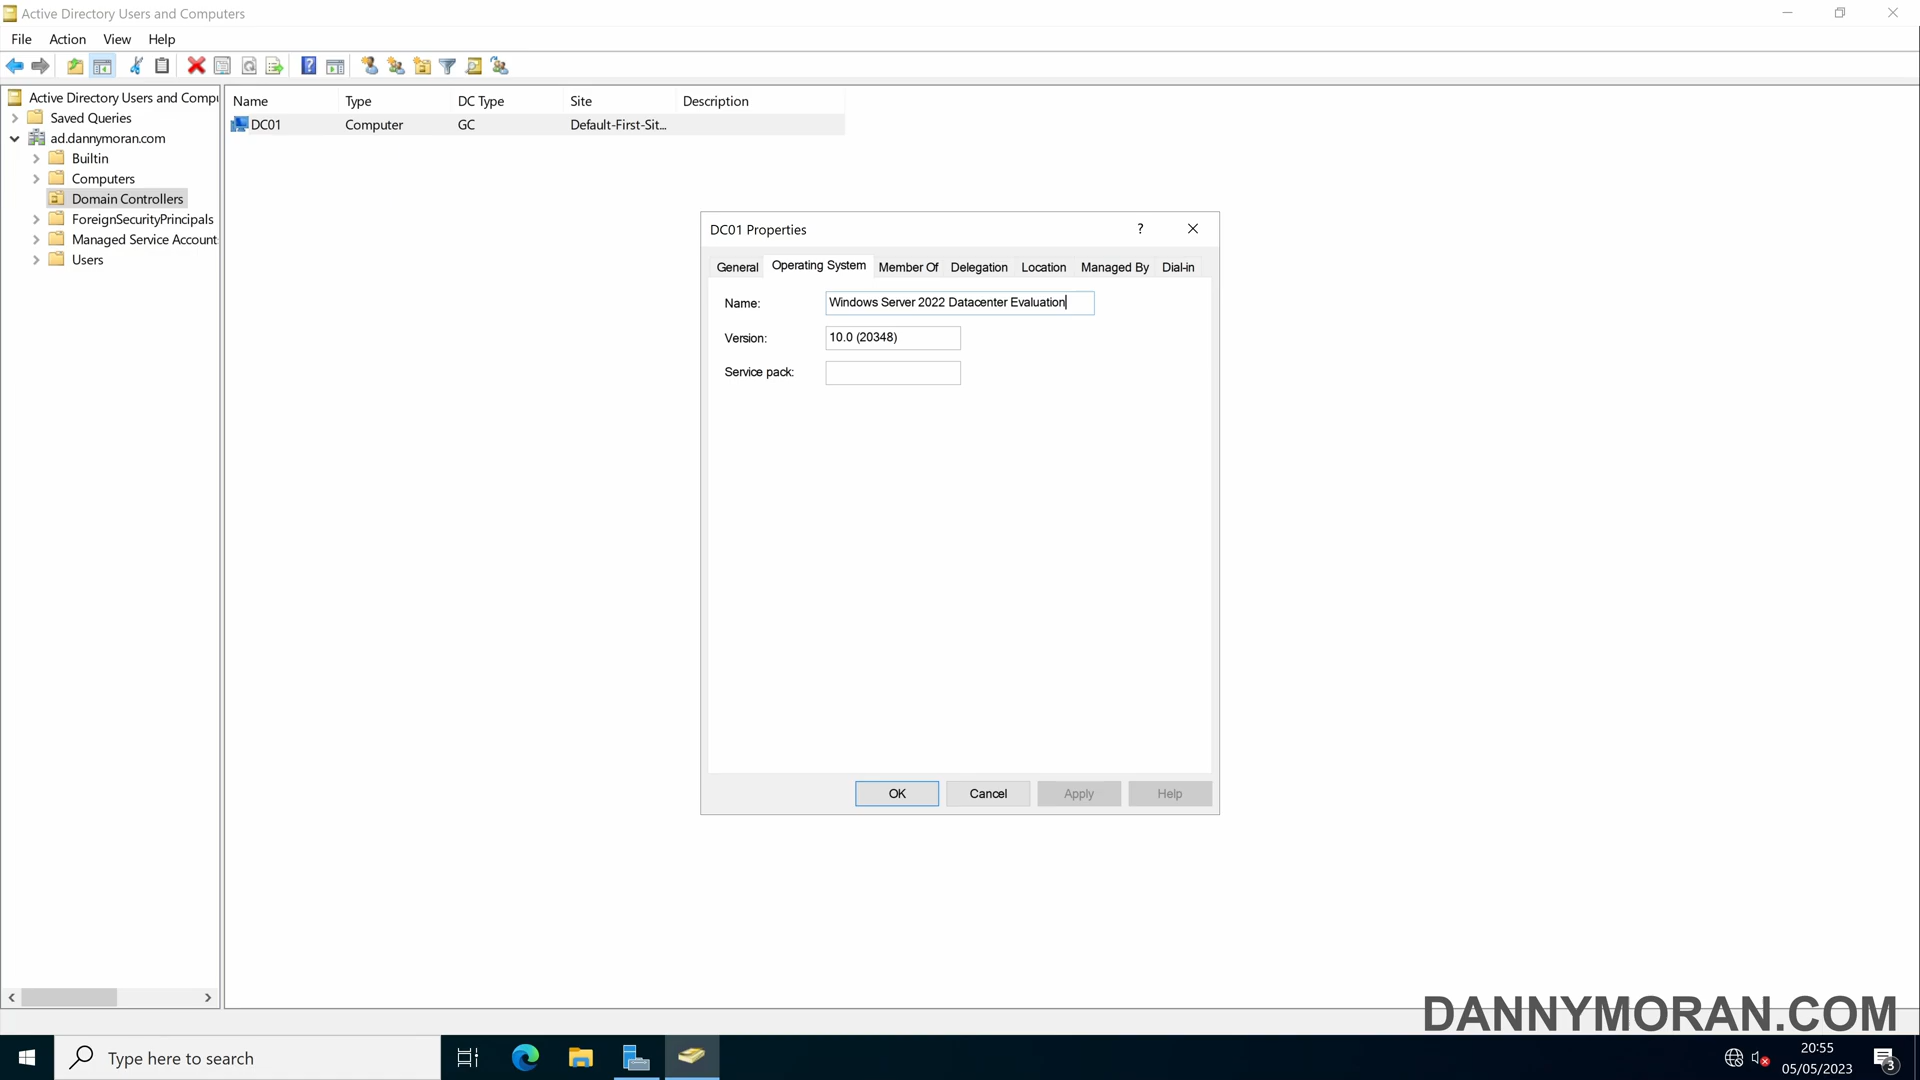 Active Directory Users and Computers
File Action View Help
Active Directory Users and Compu
Saved Queries
ad.dannymoran.com
Builtin
Computers
Domain Controllers
ForeignSecurityPrincipals
Managed Service Account
Users
Name Type DC Type Site Description
DC01 Computer GC Default-First-Sit...
DC01 Properties
General Operating System Member Of Delegation Location Managed By Dial-in
Name: Windows Server 2022 Datacenter Evaluation
Version: 10.0 (20348)
Service pack:
OK Cancel Apply Help
DANNYMORAN.COM
Type here to search
20:55
05/05/2023
3